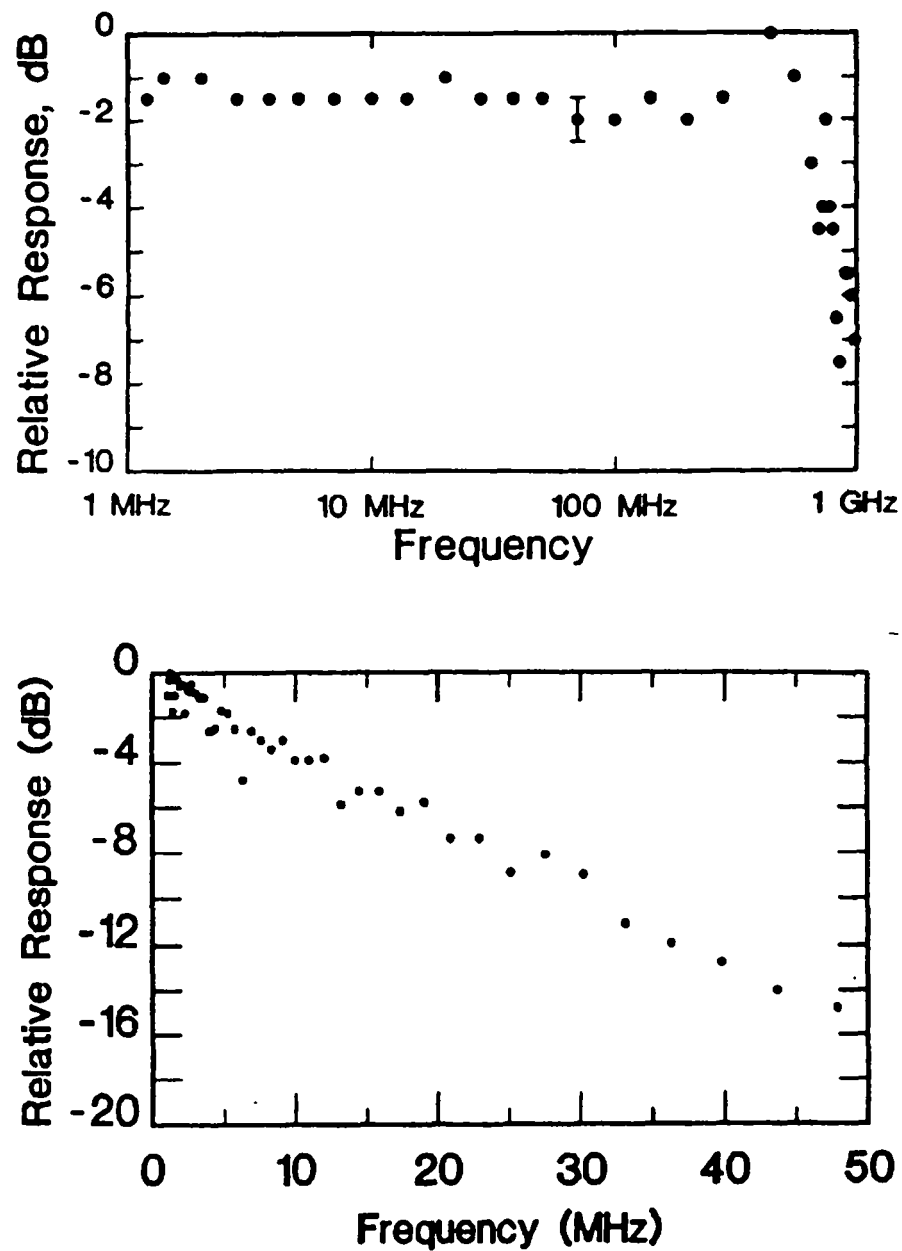 Relative Response, dB
0
-2
-4
-6
-8
-10
1 MHz 10 MHz 100 MHz 1 GHz
Frequency
Relative Response (dB)
0
-4
-8
-12
-16
-20
0 10 20 30 40 50
Frequency (MHz)